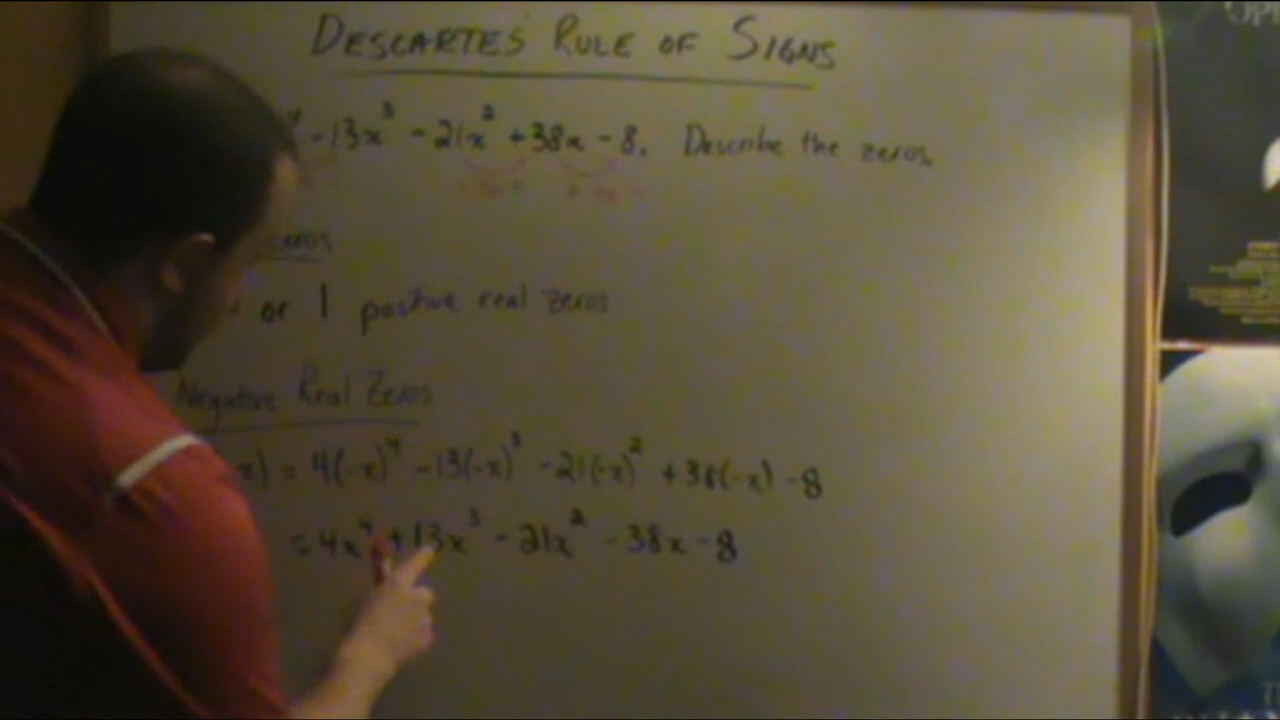 DESCARTES RULE OF SIGNS
-13x³ -21x² +38x -8. Describe the zeros.
or 1 positive real zeros
Negative Real Zeros
x) = 4(-x)⁴ -13(-x)³ -21(-x)² +38(-x) -8
= 4x⁴ +13x³ -21x² -38x -8